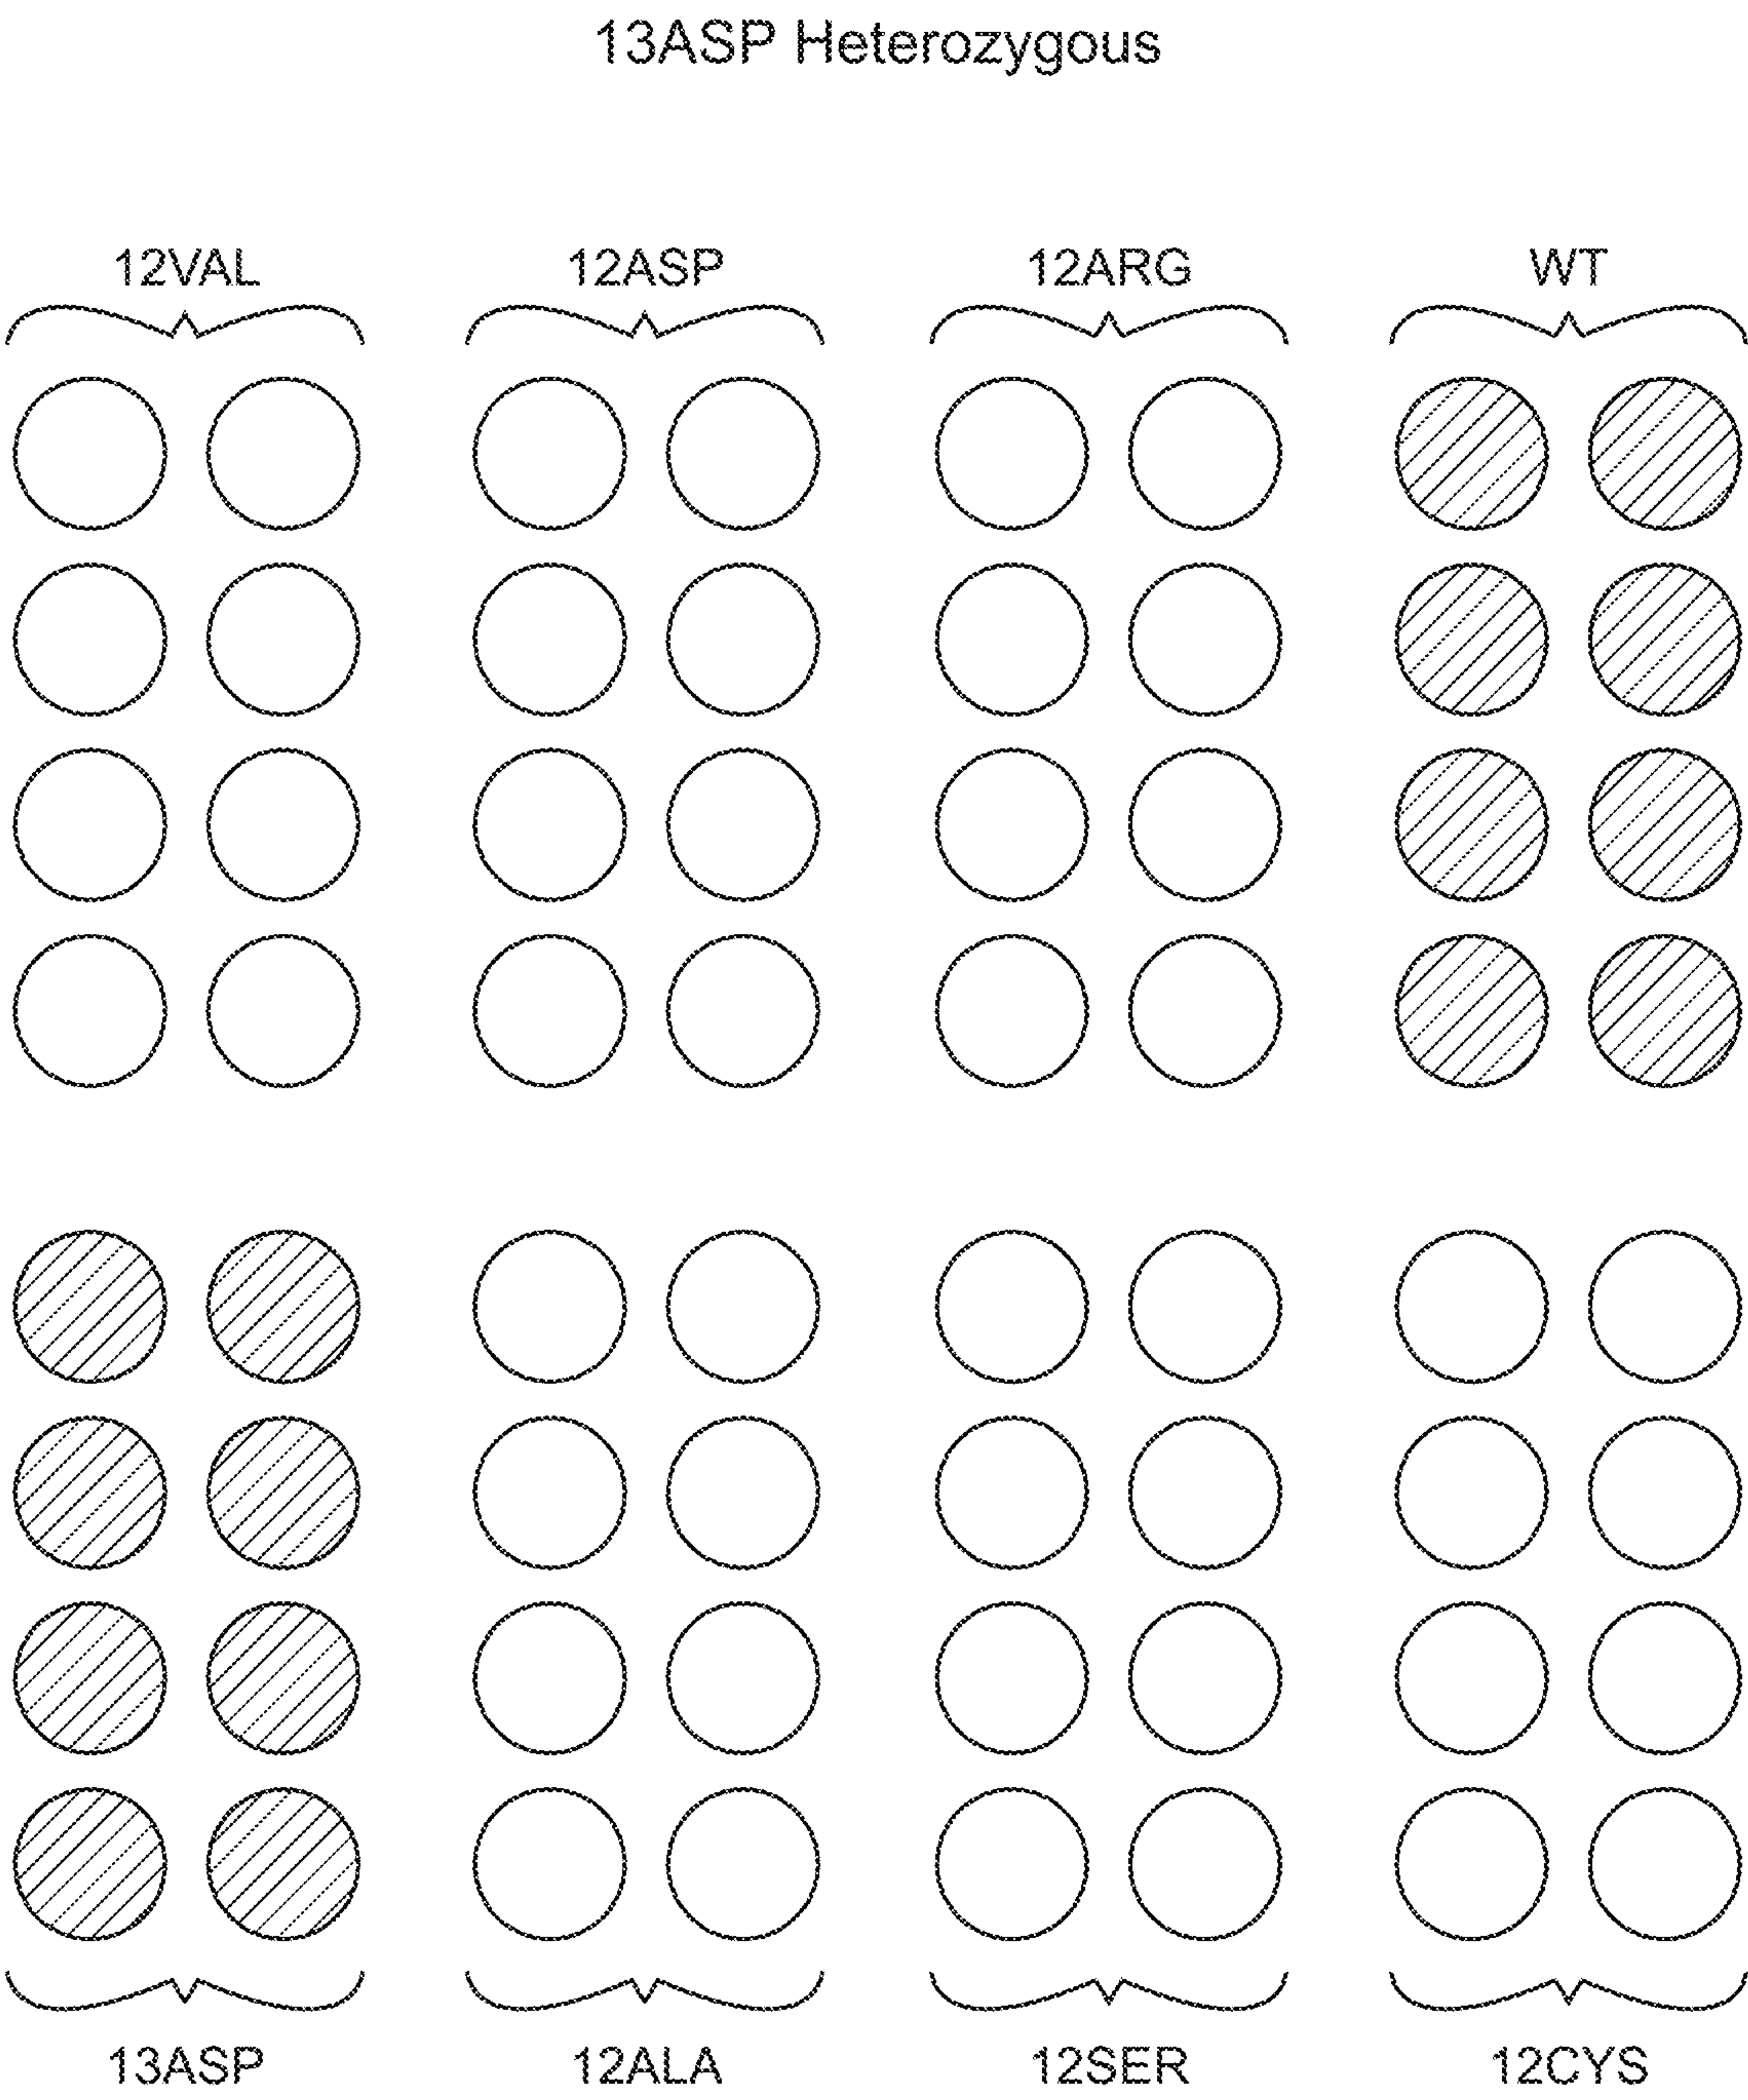 13ASP Heterozygous
12VAL 12ASP 12ARG WT
13ASP 12ALA 12SER 12CYS